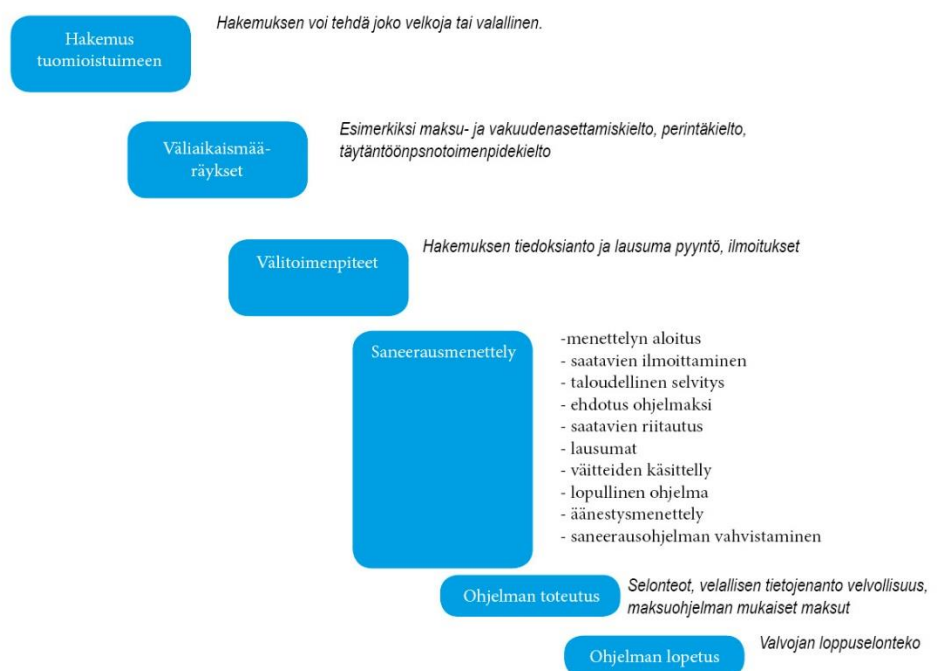 Hakemus
tuomioistuimeen
Hakemuksen voi tehdä joko velkoja tai valallinen.
Väliaikaismää-
räykset
Esimerkiksi maksu- ja vakuudenasettamiskielto, perintäkielto,
täytäntöönpsnotoimenpidekielto
Välitoimenpiteet
Hakemuksen tiedoksianto ja lausuma pyyntö, ilmoitukset
Saneerausmenettely
-menettelyn aloitus
- saatavien ilmoittaminen
- taloudellinen selvitys
- ehdotus ohjelmaksi
- saatavien riitautus
- lausumat
- väitteiden käsittelly
- lopullinen ohjelma
- äänestysmenettely
- saneerausohjelman vahvistaminen
Ohjelman toteutus
Selonteot, velallisen tietojenanto velvollisuus,
maksuohjelman mukaiset maksut
Ohjelman lopetus
Valvojan loppuselonteko